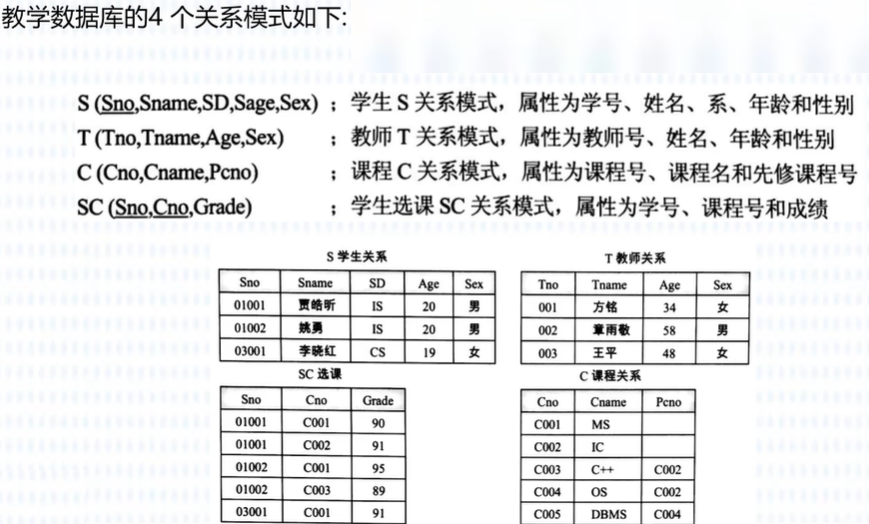 教学数据库的4 个关系模式如下:
S (Sno,Sname,SD,Sage,Sex) ; 学生 S 关系模式，属性为学号、姓名、系、年龄和性别
T (Tno,Tname,Age,Sex) ; 教师 T 关系模式，属性为教师号、姓名、年龄和性别
C (Cno,Cname,Pcno) ; 课程 C 关系模式，属性为课程号、课程名和先修课程号
SC (Sno,Cno,Grade) ; 学生选课 SC 关系模式，属性为学号、课程号和成绩
S 学生关系
Sno Sname SD Age Sex
01001 贾皓昕 IS 20 男
01002 姚勇 IS 20 男
03001 李晓红 CS 19 女
T 教师关系
Tno Tname Age Sex
001 方铭 34 女
002 章雨敬 58 男
003 王平 48 女
SC 选课
Sno Cno Grade
01001 C001 90
01001 C002 91
01002 C001 95
01002 C003 89
03001 C001 91
C 课程关系
Cno Cname Pcno
C001 MS
C002 IC
C003 C++ C002
C004 OS C002
C005 DBMS C004